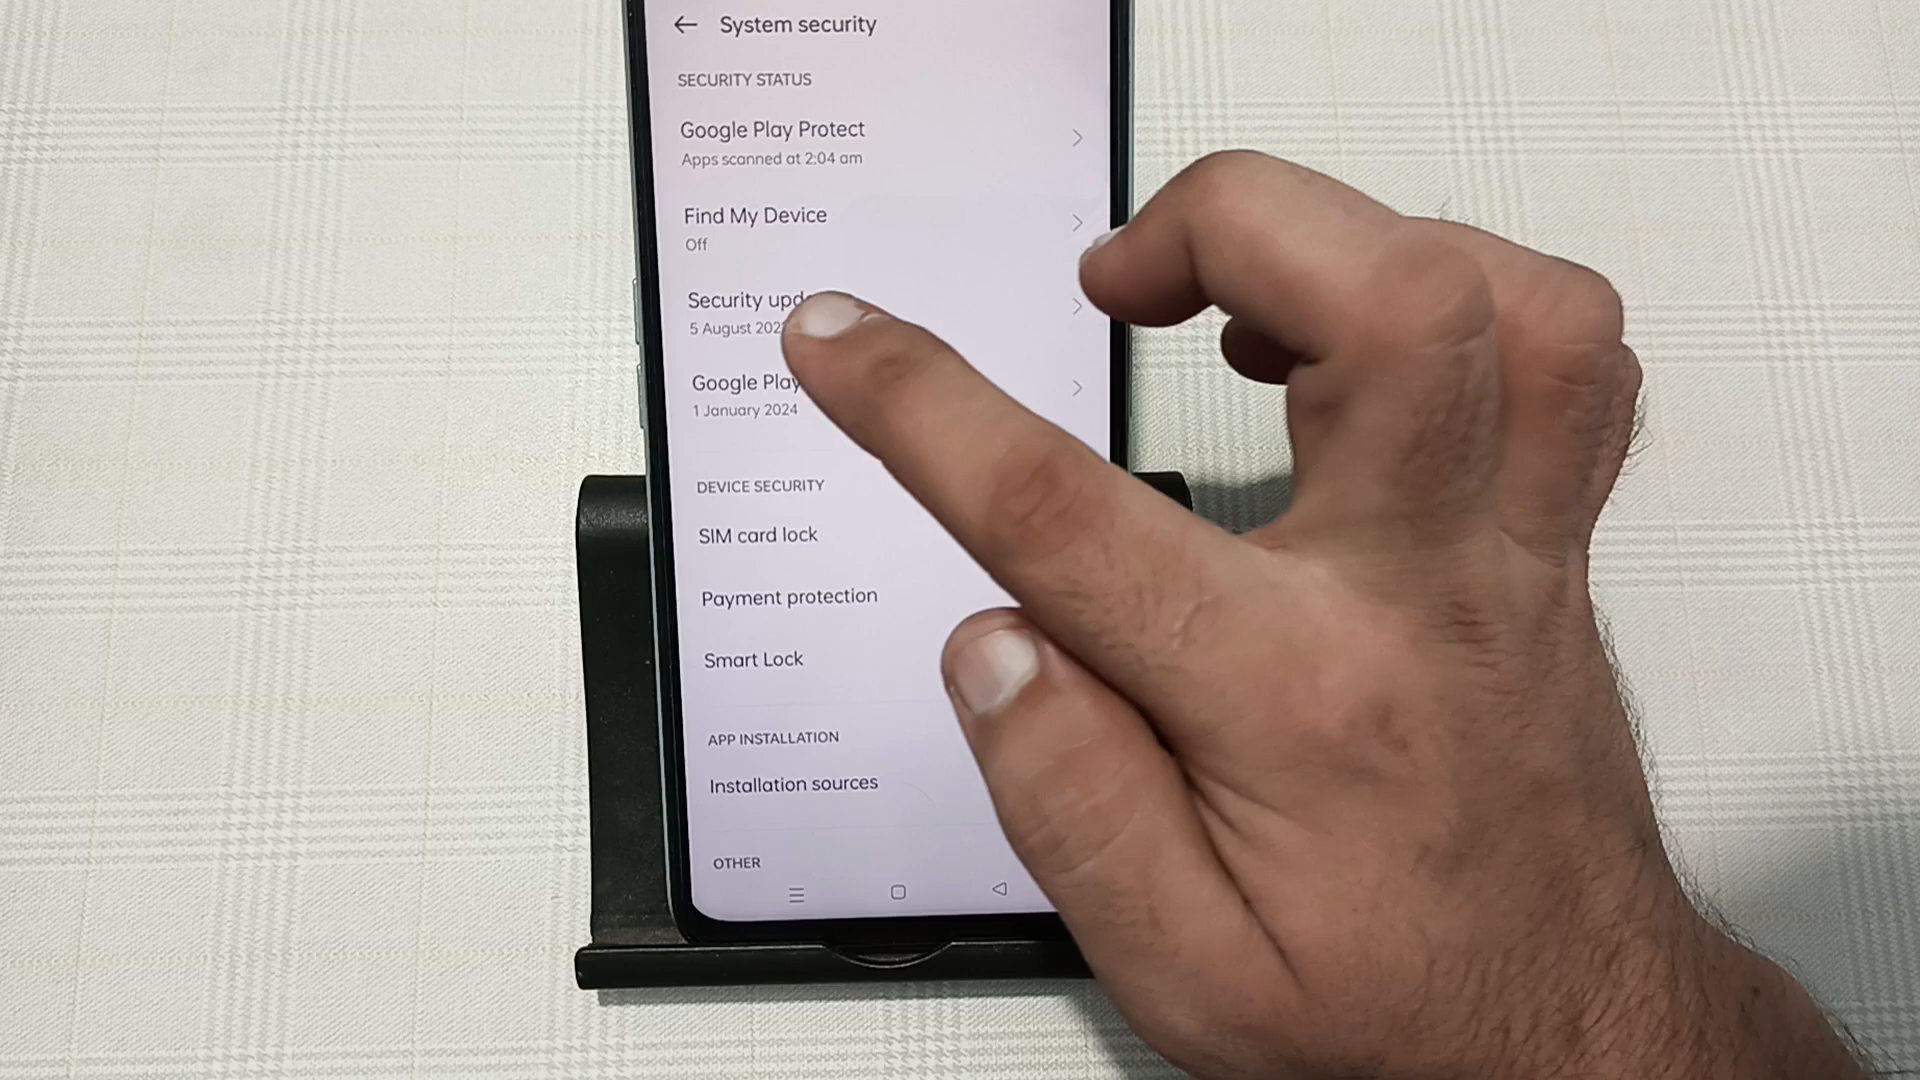 System security
SECURITY STATUS
Google Play Protect
Apps scanned at 2:04 am
Find My Device
Off
Security
5 August
Google Play
1 January 2024
DEVICE SECURITY
SIM card lock
Payment protection
Smart Lock
APP INSTALLATION
Installation sources
OTHER